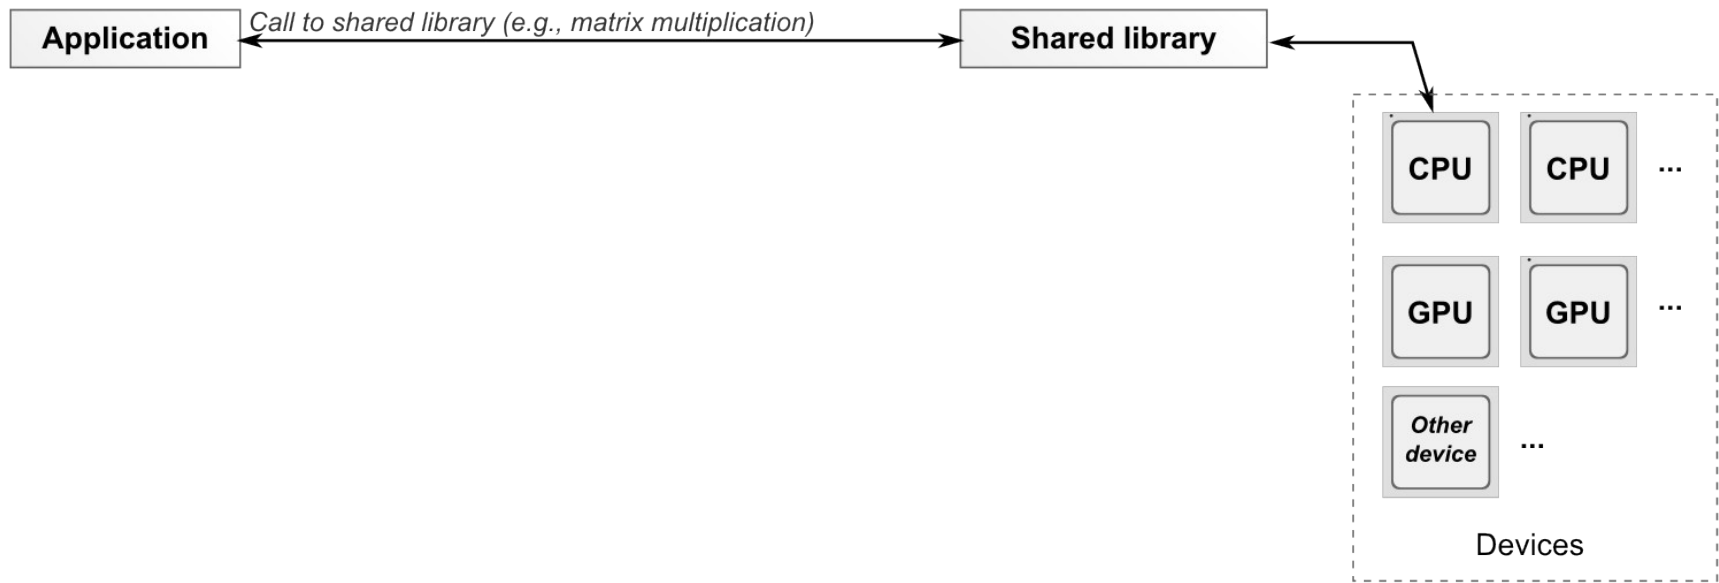 Application
Call to shared library (e.g., matrix multiplication)
Shared library
CPU
CPU
...
GPU
GPU
...
Other
device
...
Devices